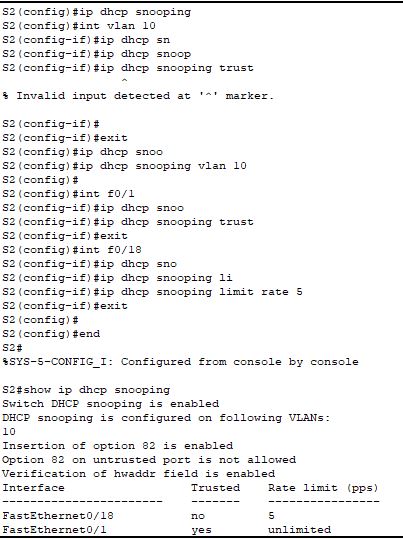 S2(config)#ip dhcp snooping
S2(config)#int vlan 10
S2(config-if)#ip dhcp sn
S2(config-if)#ip dhcp snoop
S2(config-if)#ip dhcp snooping trust
^
% Invalid input detected at '^' marker.
S2(config-if)#
S2(config-if)#exit
S2(config)#ip dhcp snoo
S2(config)#ip dhcp snooping vlan 10
S2(config)#
S2(config)#int f0/1
S2(config-if)#ip dhcp snoo
S2(config-if)#ip dhcp snooping trust
S2(config-if)#exit
S2(config)#int f0/18
S2(config-if)#ip dhcp sno
S2(config-if)#ip dhcp snooping li
S2(config-if)#ip dhcp snooping limit rate 5
S2(config-if)#exit
S2(config)#
S2(config)#end
S2#
%SYS-5-CONFIG_I: Configured from console by console
S2#show ip dhcp snooping
Switch DHCP snooping is enabled
DHCP snooping is configured on following VLANs:
10
Insertion of option 82 is enabled
Option 82 on untrusted port is not allowed
Verification of hwaddr field is enabled
Interface Trusted Rate limit (pps)
----------------------- ------- ----------------
FastEthernet0/18 no 5
FastEthernet0/1 yes unlimited